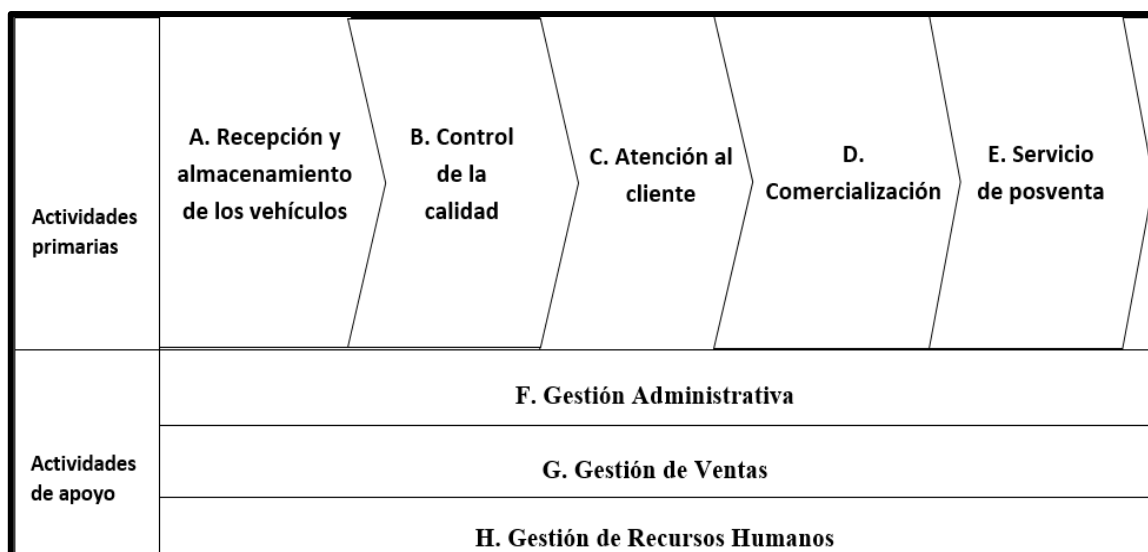 Actividades
primarias
A. Recepción y
almacenamiento
de los vehículos
B. Control
de la
calidad
C. Atención al
cliente
D.
Comercialización
E. Servicio
de posventa
Actividades
de apoyo
F. Gestión Administrativa
G. Gestión de Ventas
H. Gestión de Recursos Humanos